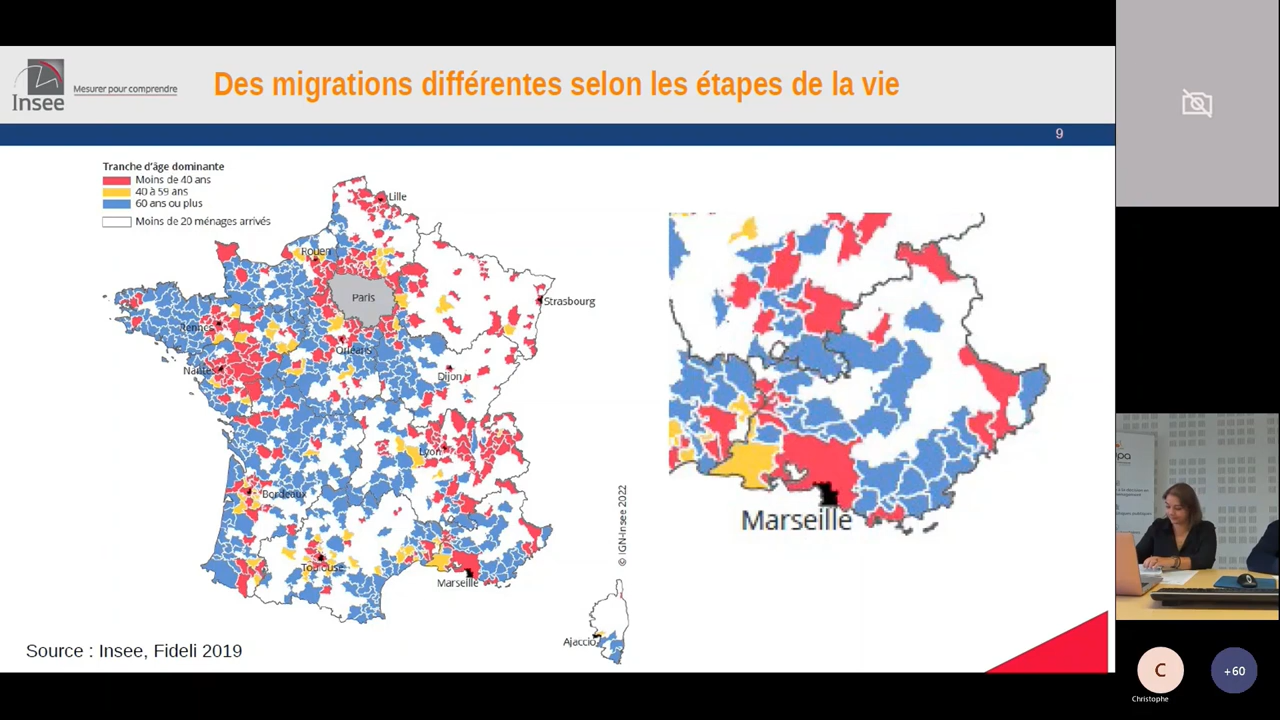 Insee
Mesurer pour comprendre
Des migrations différentes selon les étapes de la vie
9
Tranche d'âge dominante
Moins de 40 ans
40 à 59 ans
60 ans ou plus
Moins de 20 ménages arrivés
Lille
Rouen
Paris
Strasbourg
Rennes
Orléans
Nantes
Dijon
Lyon
Bordeaux
Toulouse
Marseille
Ajaccio
© IGN-Insee 2022
Marseille
Source : Insee, Fideli 2019
C
Christophe
+60